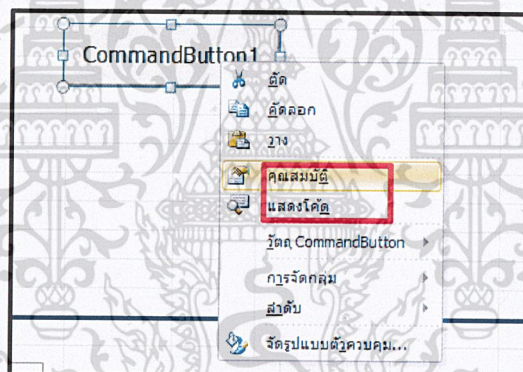 CommandButton1
ตัด
คัดลอก
วาง
คุณสมบัติ
แสดงโค้ด
วัตถุ CommandButton
การจัดกลุ่ม
ลำดับ
จัดรูปแบบตัวควบคุม...